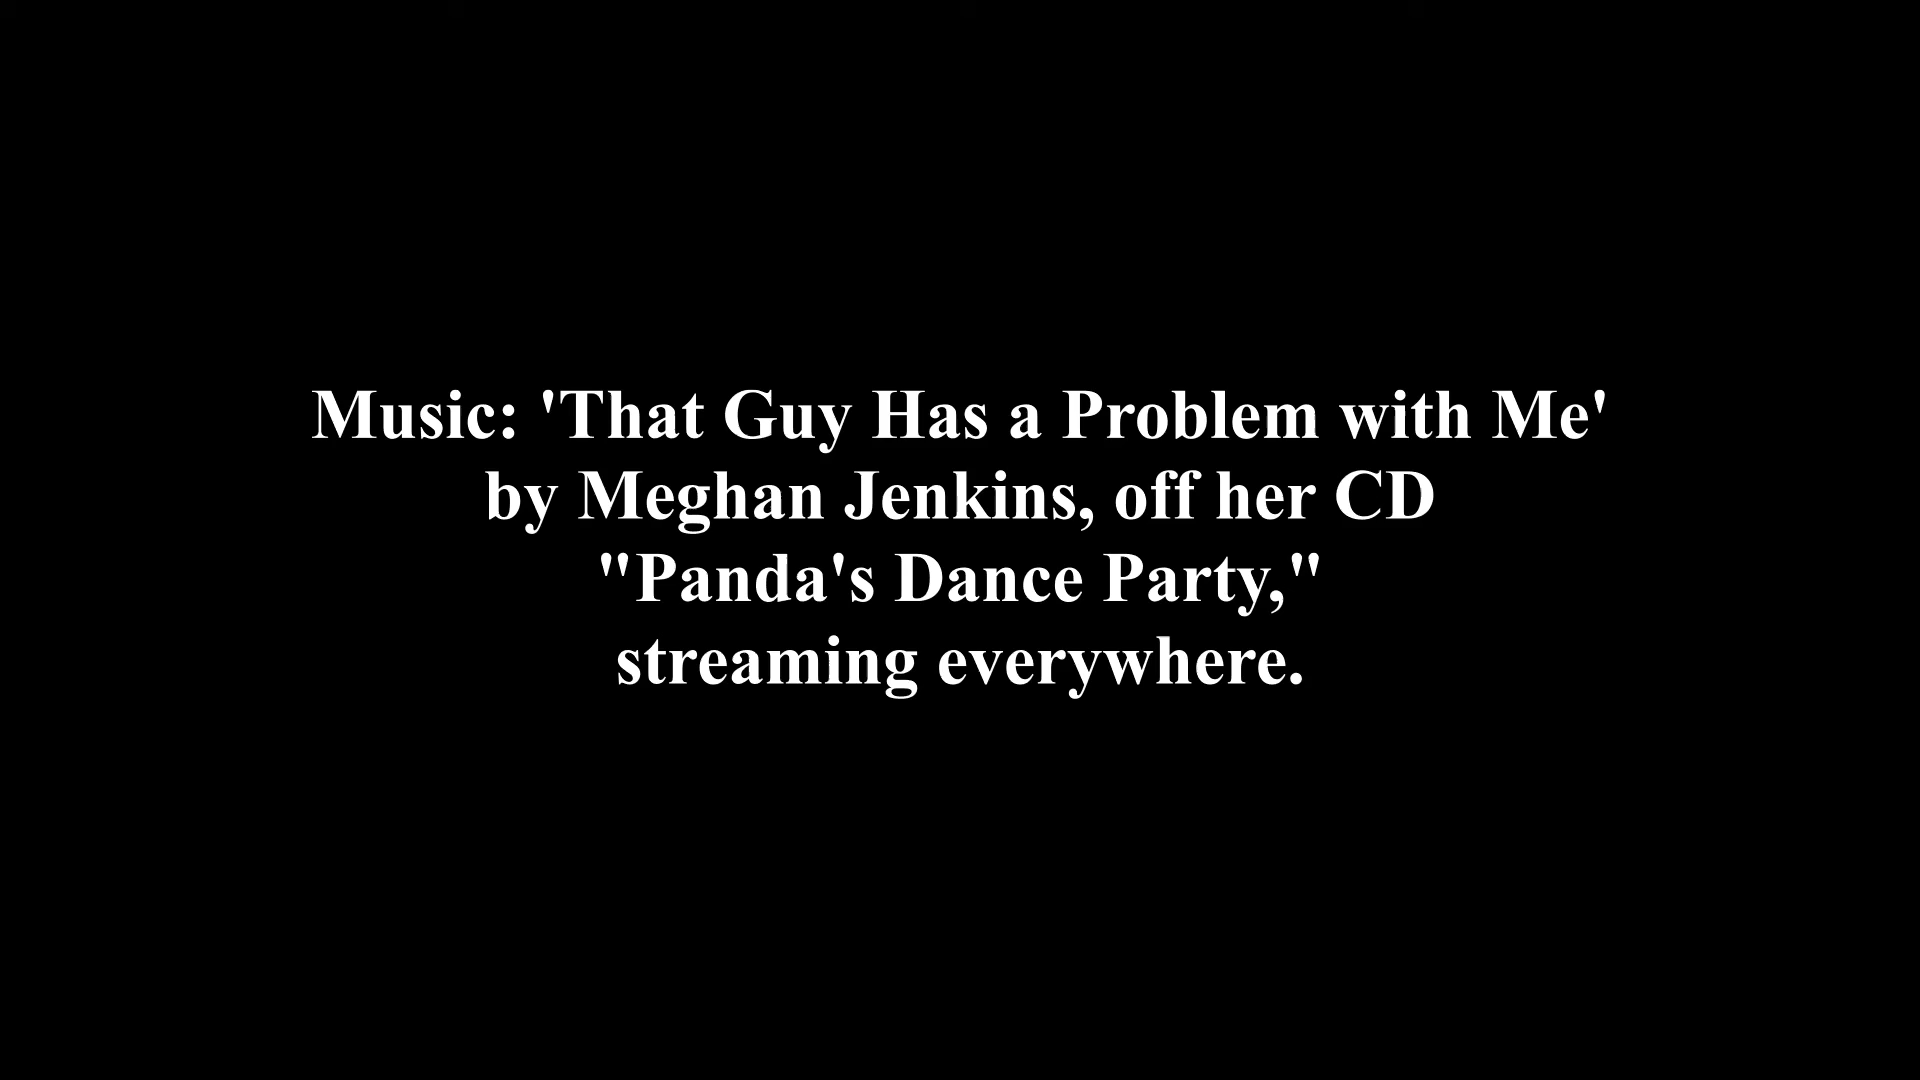 Music: 'That Guy Has a Problem with Me'
by Meghan Jenkins, off her CD
"Panda's Dance Party,"
streaming everywhere.